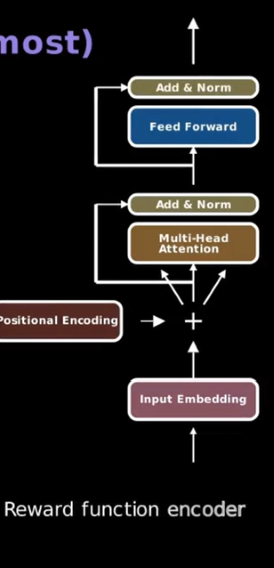 most)
Add & Norm
Feed Forward
Add & Norm
Multi-Head
Attention
Positional Encoding
+
Input Embedding
Reward function encoder